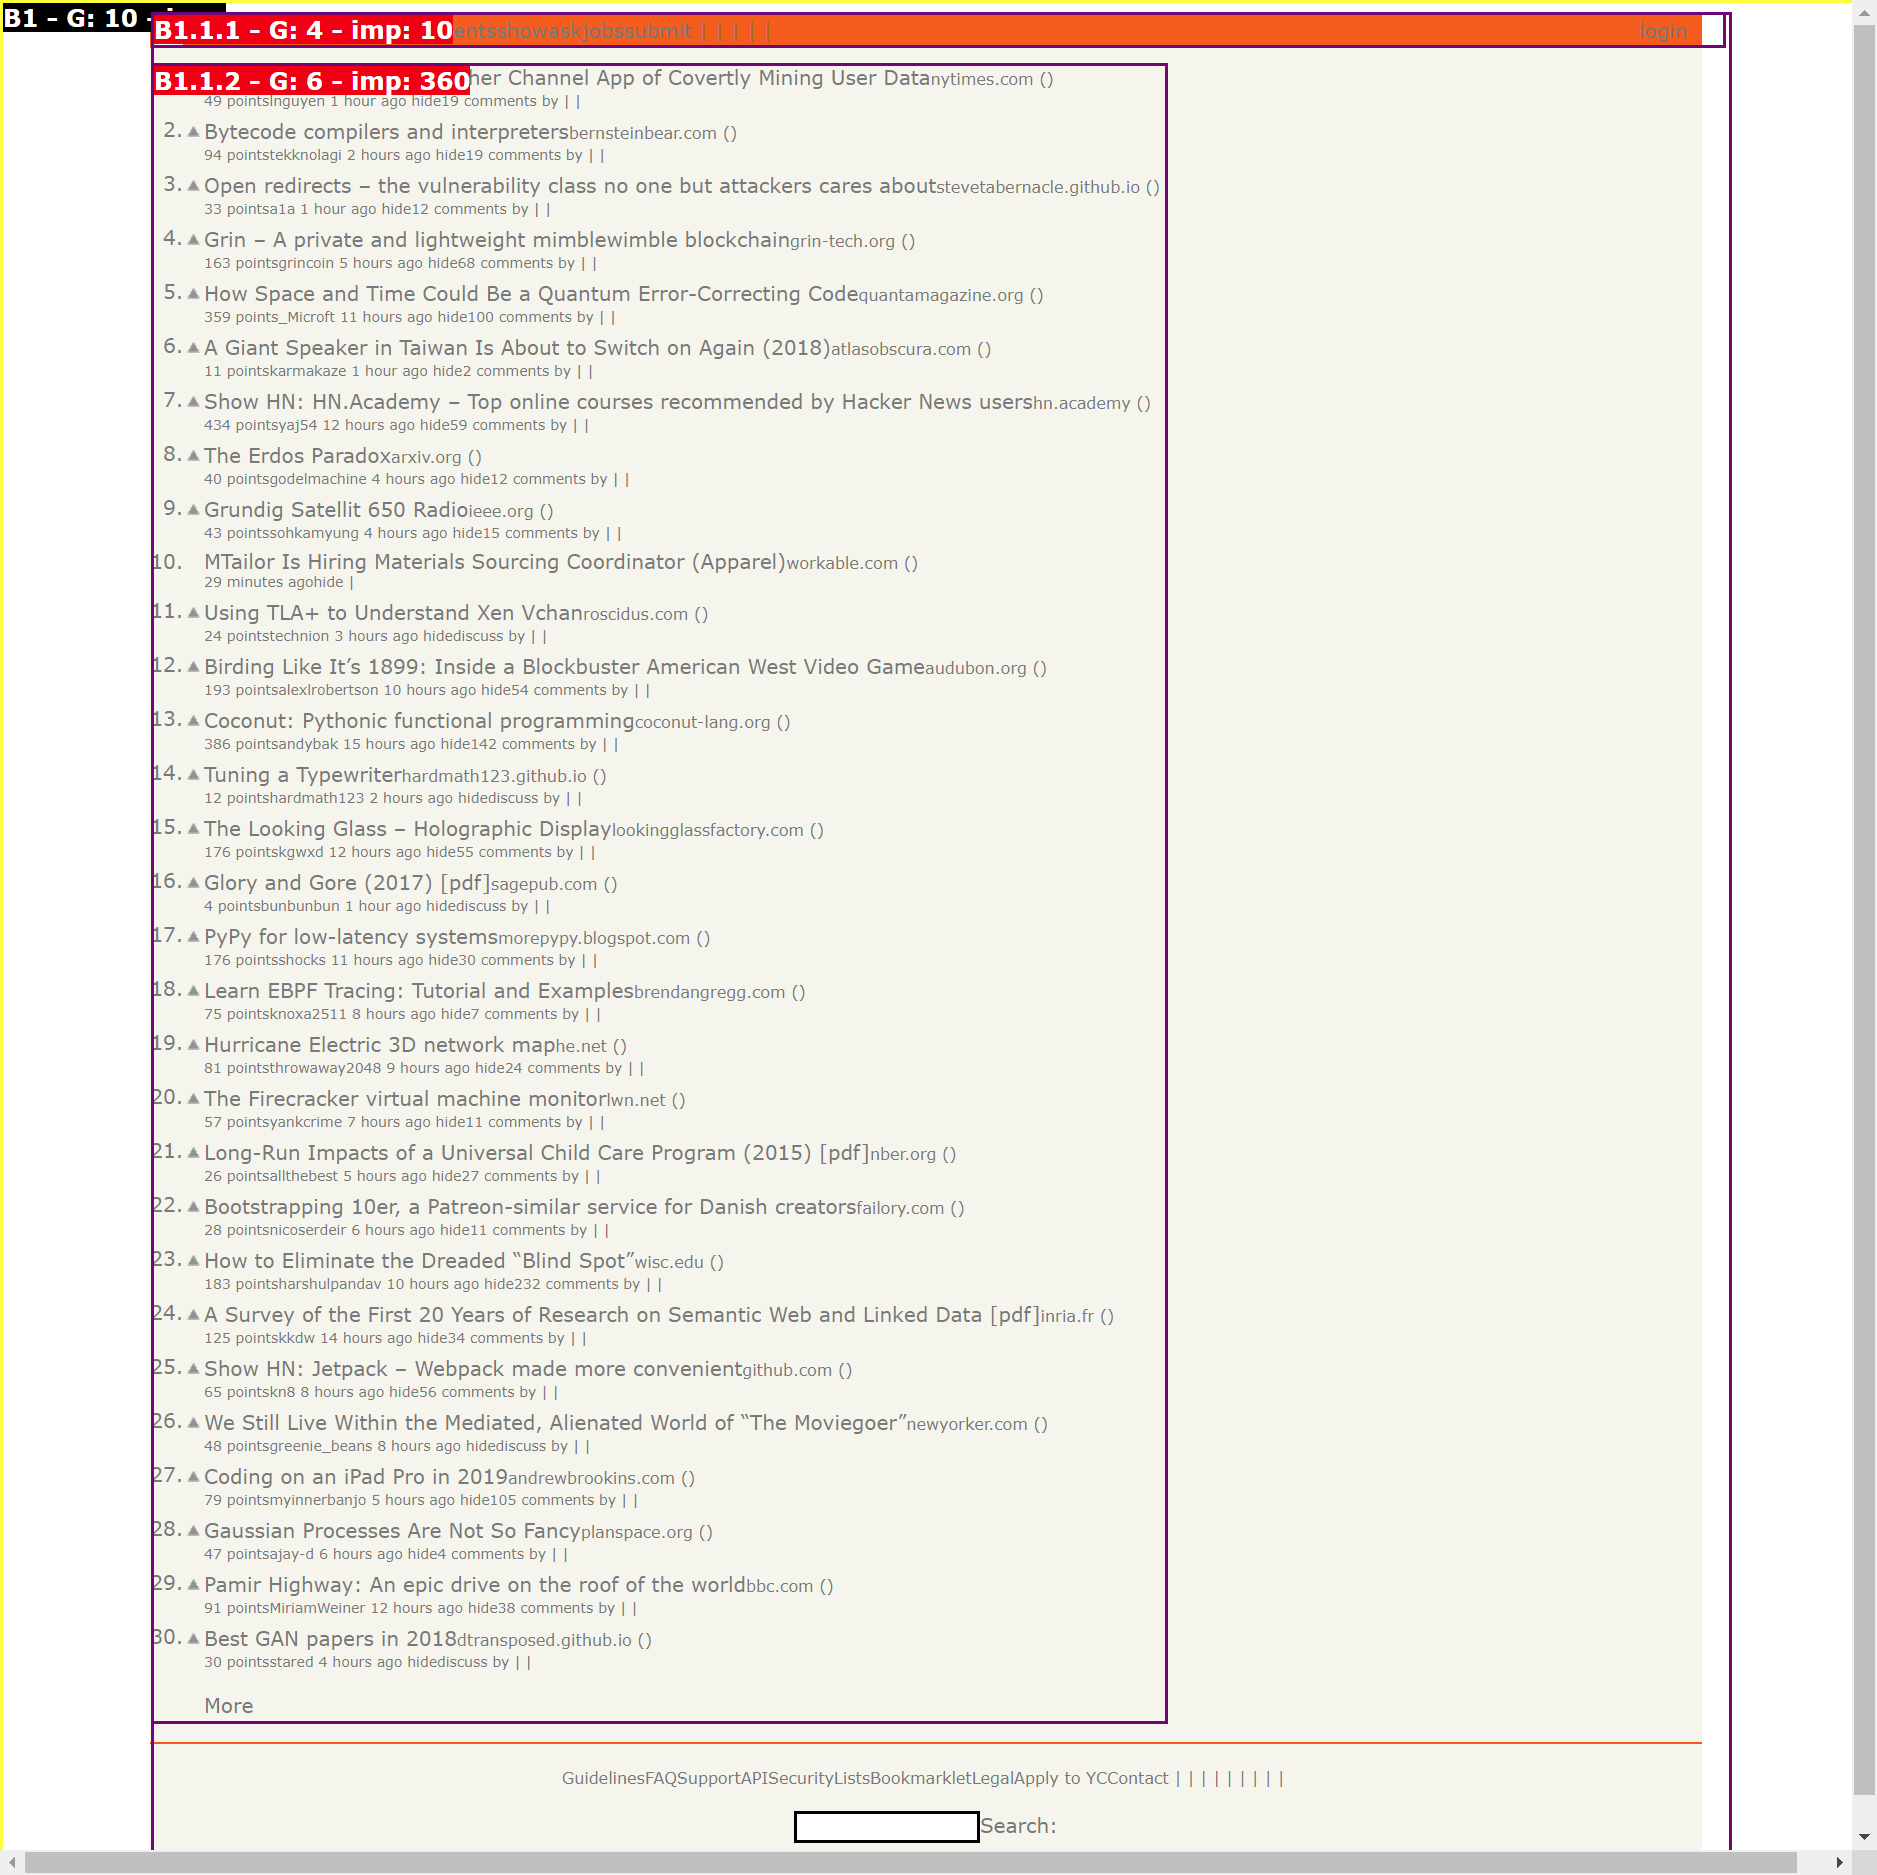 B1 - G: 10 -
B1.1.1 - G: 4 - imp: 10entsshowaskjobssubmit | | | | | login
B1.1.2 - G: 6 - imp: 360her Channel App of Covertly Mining User Datanytimes.com ()
49 pointslnguyen 1 hour ago hide19 comments by | |
2. Bytecode compilers and interpretersbernsteinbear.com ()
94 pointstekknolagi 2 hours ago hide19 comments by | |
3. Open redirects – the vulnerability class no one but attackers cares aboutstevetabernacle.github.io ()
33 pointsa1a 1 hour ago hide12 comments by | |
4. Grin – A private and lightweight mimblewimble blockchaingrin-tech.org ()
163 pointsgrincoin 5 hours ago hide68 comments by | |
5. How Space and Time Could Be a Quantum Error-Correcting Codequantamagazine.org ()
359 points_Microft 11 hours ago hide100 comments by | |
6. A Giant Speaker in Taiwan Is About to Switch on Again (2018)atlasobscura.com ()
11 pointskarmakaze 1 hour ago hide2 comments by | |
7. Show HN: HN.Academy – Top online courses recommended by Hacker News usershn.academy ()
434 pointsyaj54 12 hours ago hide59 comments by | |
8. The Erdos Paradoxarxiv.org ()
40 pointsgodelmachine 4 hours ago hide12 comments by | |
9. Grundig Satellit 650 Radioieee.org ()
43 pointssohkamyung 4 hours ago hide15 comments by | |
10. MTailor Is Hiring Materials Sourcing Coordinator (Apparel)workable.com ()
29 minutes agohide |
11. Using TLA+ to Understand Xen Vchanroscidus.com ()
24 pointstechnion 3 hours ago hidediscuss by | |
12. Birding Like It’s 1899: Inside a Blockbuster American West Video Gameaudubon.org ()
193 pointsalexlrobertson 10 hours ago hide54 comments by | |
13. Coconut: Pythonic functional programmingcoconut-lang.org ()
386 pointsandybak 15 hours ago hide142 comments by | |
14. Tuning a Typewriterhardmath123.github.io ()
12 pointshardmath123 2 hours ago hidediscuss by | |
15. The Looking Glass – Holographic Displaylookingglassfactory.com ()
176 pointskgwxd 12 hours ago hide55 comments by | |
16. Glory and Gore (2017) [pdf]sagepub.com ()
4 pointsbunbunbun 1 hour ago hidediscuss by | |
17. PyPy for low-latency systemsmorepypy.blogspot.com ()
176 pointsshocks 11 hours ago hide30 comments by | |
18. Learn EBPF Tracing: Tutorial and Examplesbrendangregg.com ()
75 pointsknoxa2511 8 hours ago hide7 comments by | |
19. Hurricane Electric 3D network maphe.net ()
81 pointsthrowaway2048 9 hours ago hide24 comments by | |
20. The Firecracker virtual machine monitorlwn.net ()
57 pointsyankcrime 7 hours ago hide11 comments by | |
21. Long-Run Impacts of a Universal Child Care Program (2015) [pdf]nber.org ()
26 pointsallthebest 5 hours ago hide27 comments by | |
22. Bootstrapping 10er, a Patreon-similar service for Danish creatorsfailory.com ()
28 pointsnicoserdeir 6 hours ago hide11 comments by | |
23. How to Eliminate the Dreaded “Blind Spot”wisc.edu ()
183 pointsharshulpandav 10 hours ago hide232 comments by | |
24. A Survey of the First 20 Years of Research on Semantic Web and Linked Data [pdf]inria.fr ()
125 pointskkdw 14 hours ago hide34 comments by | |
25. Show HN: Jetpack – Webpack made more convenientgithub.com ()
65 pointskn8 8 hours ago hide56 comments by | |
26. We Still Live Within the Mediated, Alienated World of “The Moviegoer”newyorker.com ()
48 pointsgreenie_beans 8 hours ago hidediscuss by | |
27. Coding on an iPad Pro in 2019andrewbrookins.com ()
79 pointsmyinnerbanjo 5 hours ago hide105 comments by | |
28. Gaussian Processes Are Not So Fancyplanspace.org ()
47 pointsajay-d 6 hours ago hide4 comments by | |
29. Pamir Highway: An epic drive on the roof of the worldbbc.com ()
91 pointsMiriamWeiner 12 hours ago hide38 comments by | |
30. Best GAN papers in 2018dtransposed.github.io ()
30 pointsstared 4 hours ago hidediscuss by | |
More
GuidelinesFAQSupportAPISecurityListsBookmarkletLegalApply to YCContact | | | | | | | | |
Search: